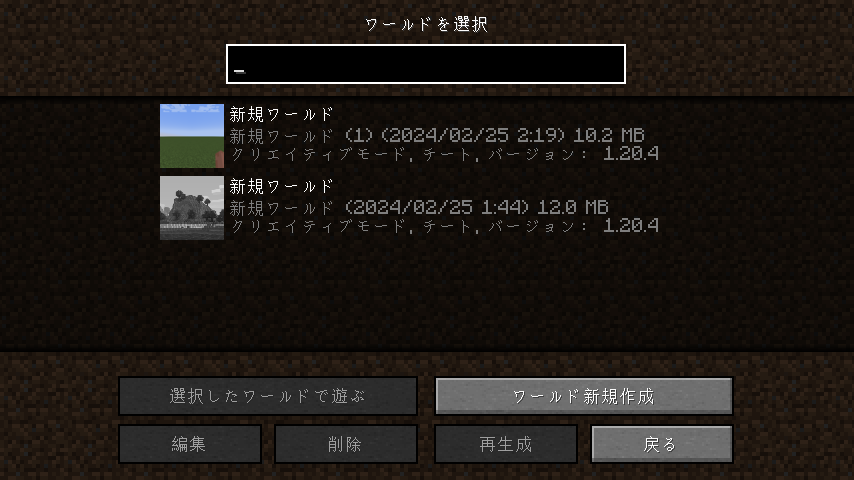 ワールドを選択
_
新規ワールド
新規ワールド (1) (2024/02/25 2:19) 10.2 MB
クリエイティブモード, チート, バージョン: 1.20.4
新規ワールド
新規ワールド (2024/02/25 1:44) 12.0 MB
クリエイティブモード, チート, バージョン: 1.20.4
選択したワールドで遊ぶ
ワールド新規作成
編集
削除
再生成
戻る